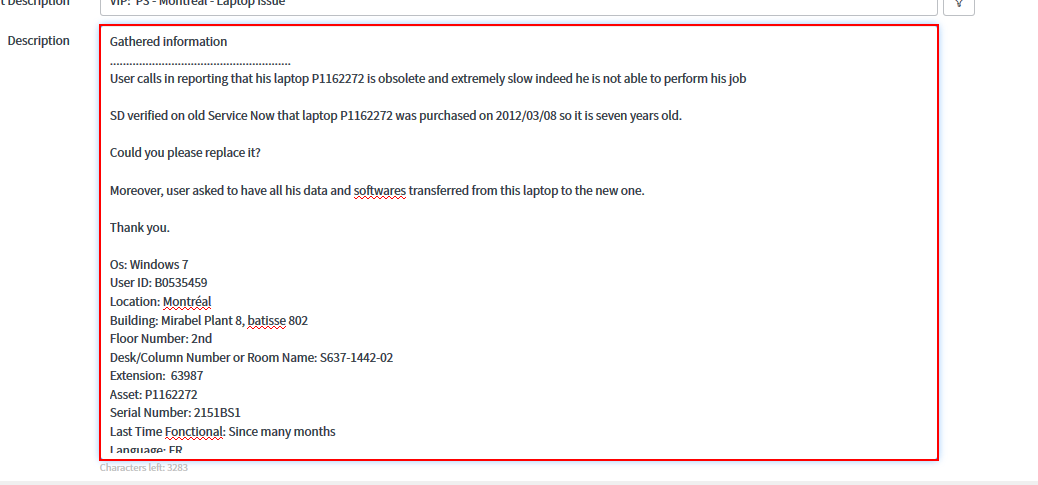 t Description
VIP: P3 - Montreal - Laptop Issue
Description
Gathered information
........................................................
User calls in reporting that his laptop P1162272 is obsolete and extremely slow indeed he is not able to perform his job
SD verified on old Service Now that laptop P1162272 was purchased on 2012/03/08 so it is seven years old.
Could you please replace it?
Moreover, user asked to have all his data and softwares transferred from this laptop to the new one.
Thank you.
Os: Windows 7
User ID: B0535459
Location: Montréal
Building: Mirabel Plant 8, batisse 802
Floor Number: 2nd
Desk/Column Number or Room Name: S637-1442-02
Extension:  63987
Asset: P1162272
Serial Number: 2151BS1
Last Time Fonctional: Since many months
Language: FR
Characters left: 3283